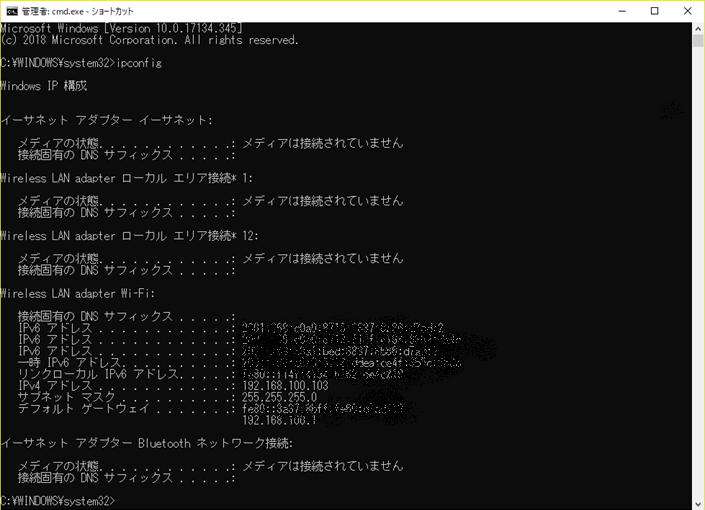 管理者: cmd.exe - ショートカット
Microsoft Windows [Version 10.0.17134.345]
(c) 2018 Microsoft Corporation. All rights reserved.
C:¥WINDOWS¥system32>ipconfig
Windows IP 構成
イーサネット アダプター イーサネット:
メディアの状態. . . . . . . . . . . .: メディアは接続されていません
接続固有の DNS サフィックス . . . . .:
Wireless LAN adapter ローカル エリア接続* 1:
メディアの状態. . . . . . . . . . . .: メディアは接続されていません
接続固有の DNS サフィックス . . . . .:
Wireless LAN adapter ローカル エリア接続* 12:
メディアの状態. . . . . . . . . . . .: メディアは接続されていません
接続固有の DNS サフィックス . . . . .:
Wireless LAN adapter Wi-Fi:
接続固有の DNS サフィックス . . . . .:
IPv6 アドレス . . . . . . . . . . . .:
IPv6 アドレス . . . . . . . . . . . .:
IPv6 アドレス . . . . . . . . . . . .:
一時 IPv6 アドレス. . . . . . . . . .:
リンクローカル IPv6 アドレス. . . . .:
IPv4 アドレス . . . . . . . . . . . .: 192.168.100.103
サブネット マスク . . . . . . . . . .: 255.255.255.0
デフォルト ゲートウェイ . . . . . . .:
192.168.100.1
イーサネット アダプター Bluetooth ネットワーク接続:
メディアの状態. . . . . . . . . . . .: メディアは接続されていません
接続固有の DNS サフィックス . . . . .:
C:¥WINDOWS¥system32>